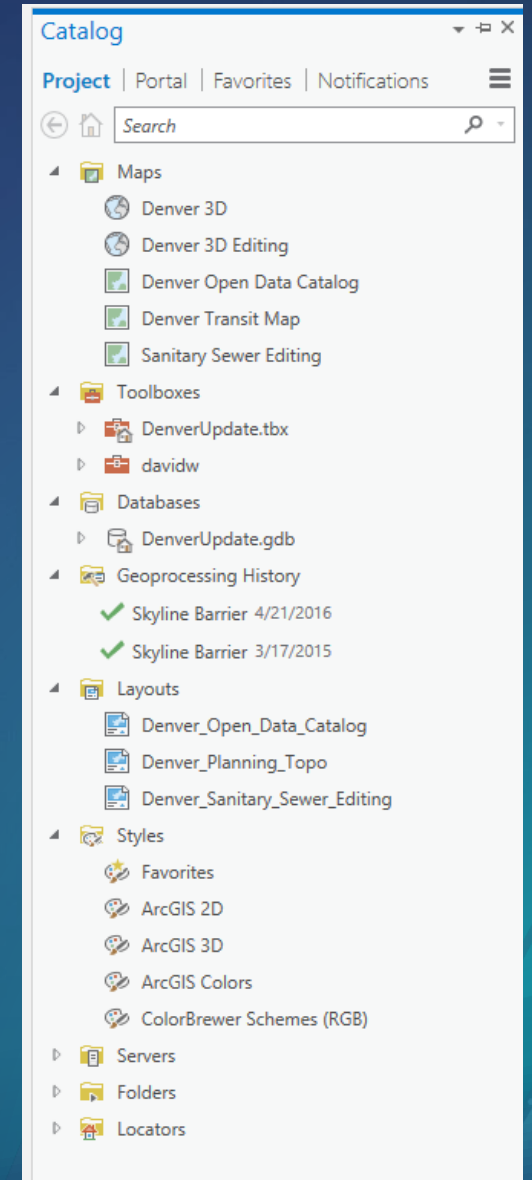 Catalog
Project | Portal | Favorites | Notifications
Search
Maps
Denver 3D
Denver 3D Editing
Denver Open Data Catalog
Denver Transit Map
Sanitary Sewer Editing
Toolboxes
DenverUpdate.tbx
davidw
Databases
DenverUpdate.gdb
Geoprocessing History
Skyline Barrier 4/21/2016
Skyline Barrier 3/17/2015
Layouts
Denver_Open_Data_Catalog
Denver_Planning_Topo
Denver_Sanitary_Sewer_Editing
Styles
Favorites
ArcGIS 2D
ArcGIS 3D
ArcGIS Colors
ColorBrewer Schemes (RGB)
Servers
Folders
Locators